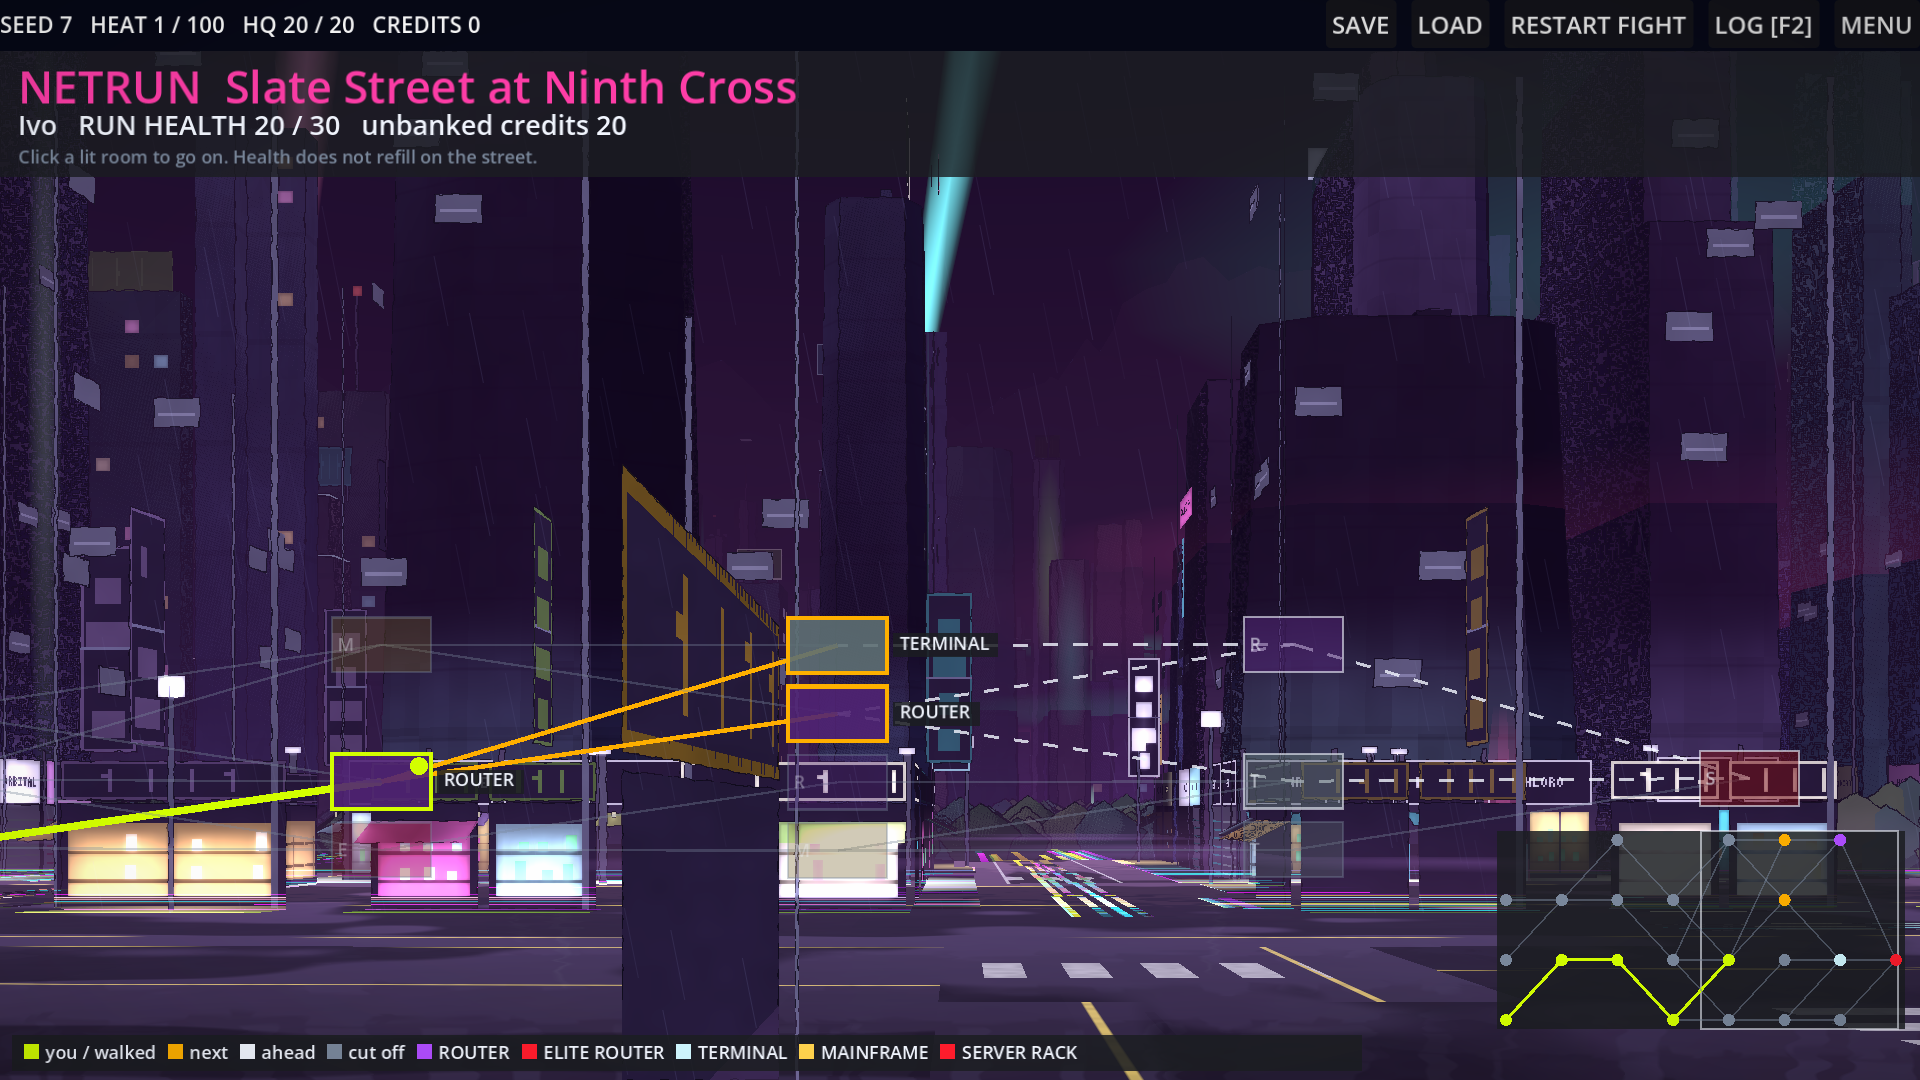 SEED 7 HEAT 1 / 100 HQ 20 / 20 CREDITS 0
SAVE LOAD RESTART FIGHT LOG [F2] MENU
NETRUN Slate Street at Ninth Cross
Ivo RUN HEALTH 20 / 30 unbanked credits 20
Click a lit room to go on. Health does not refill on the street.
M
TERMINAL
R
ROUTER
ROUTER
R
T
S
M
T
you / walked next ahead cut off ROUTER ELITE ROUTER TERMINAL MAINFRAME SERVER RACK